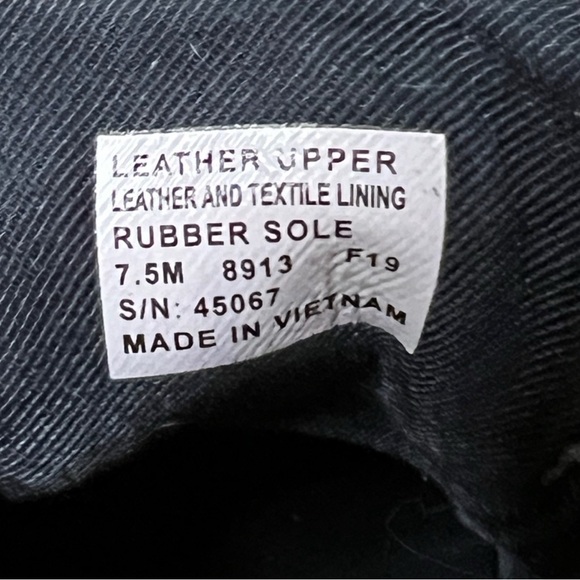 LEATHER UPPER
LEATHER AND TEXTILE LINING
RUBBER SOLE
7.5M 8913 F19
S/N: 45067
MADE IN VIETNAM